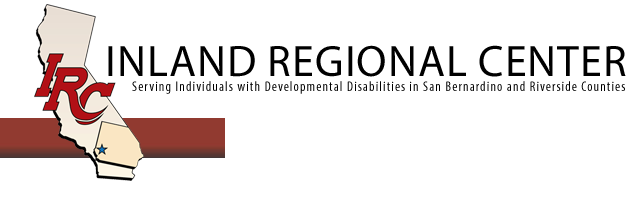 IRC
INLAND REGIONAL CENTER
Serving Individuals with Developmental Disabilities in San Bernardino and Riverside Counties